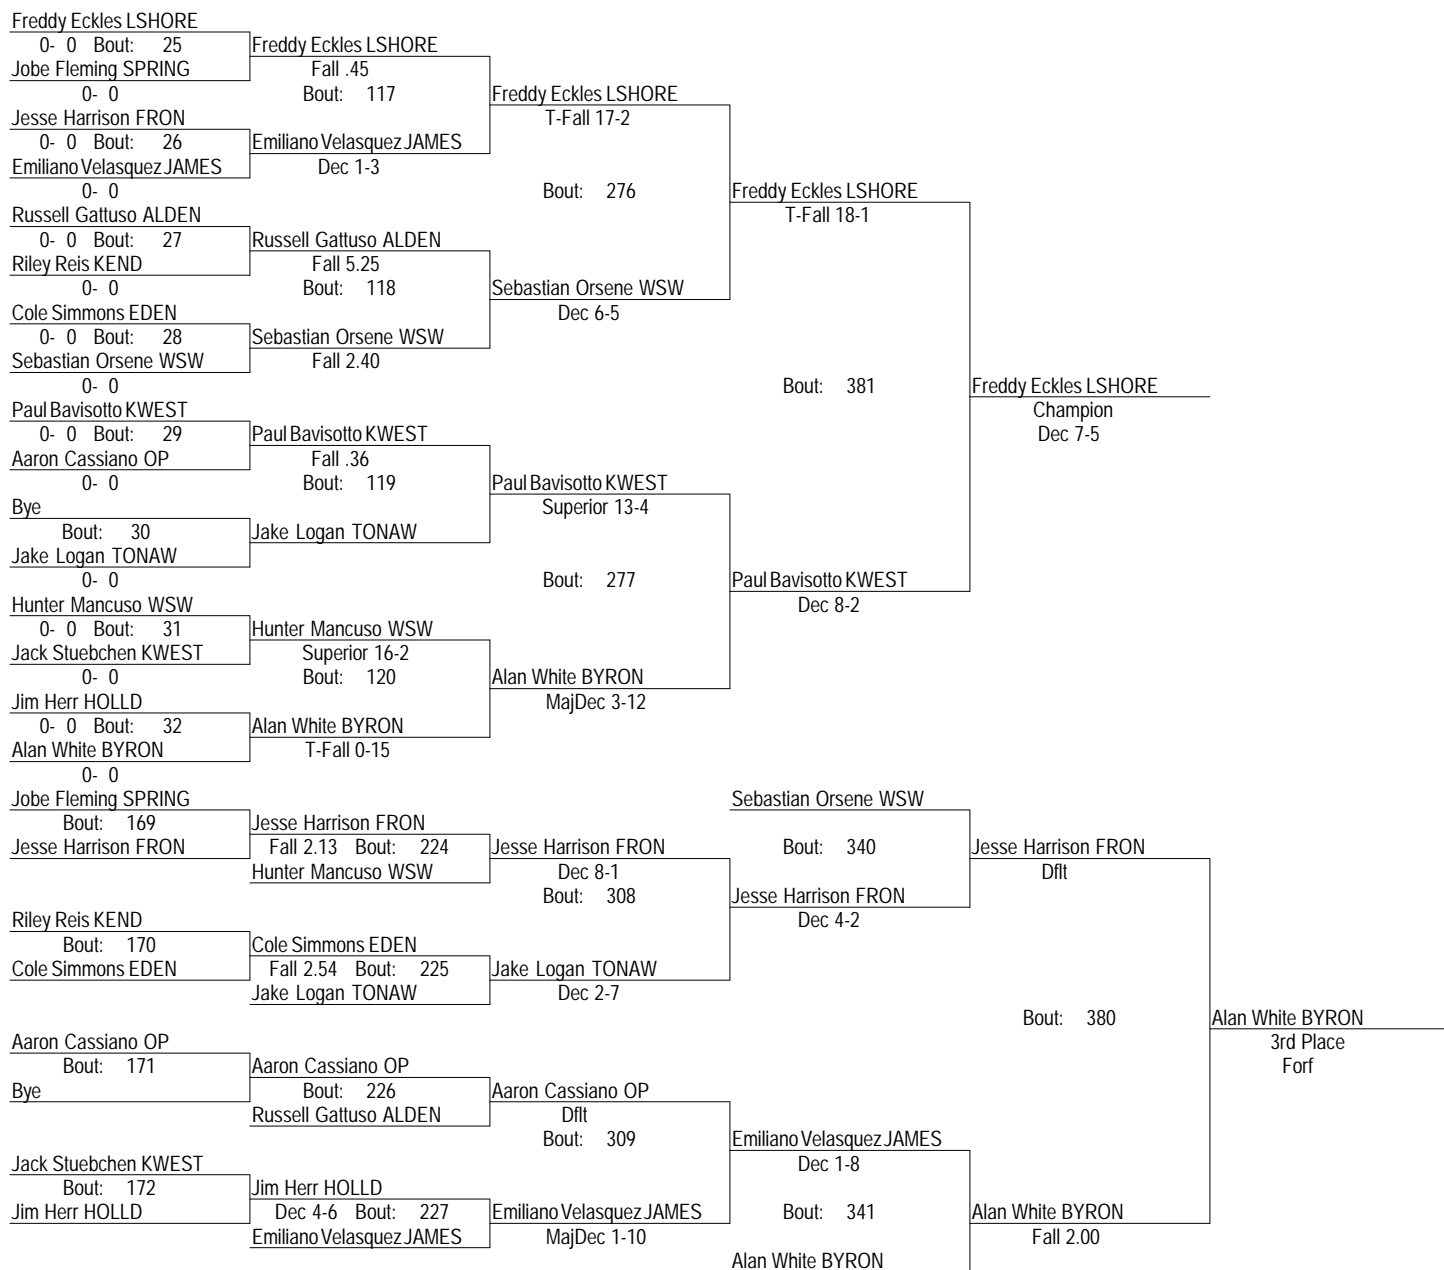 Freddy Eckles LSHORE
0- 0 Bout: 25
Freddy Eckles LSHORE
Jobe Fleming SPRING
Fall .45
0- 0
Bout: 117
Freddy Eckles LSHORE
Jesse Harrison FRON
T-Fall 17-2
0- 0 Bout: 26
Emiliano Velasquez JAMES
Emiliano Velasquez JAMES
Dec 1-3
0- 0
Bout: 276
Freddy Eckles LSHORE
Russell Gattuso ALDEN
T-Fall 18-1
0- 0 Bout: 27
Russell Gattuso ALDEN
Riley Reis KEND
Fall 5.25
0- 0
Bout: 118
Sebastian Orsene WSW
Cole Simmons EDEN
Dec 6-5
0- 0 Bout: 28
Sebastian Orsene WSW
Sebastian Orsene WSW
Fall 2.40
0- 0
Bout: 381
Freddy Eckles LSHORE
Paul Bavisotto KWEST
Champion
0- 0 Bout: 29
Paul Bavisotto KWEST
Dec 7-5
Aaron Cassiano OP
Fall .36
0- 0
Bout: 119
Paul Bavisotto KWEST
Bye
Superior 13-4
Bout: 30
Jake Logan TONAW
Jake Logan TONAW
0- 0
Bout: 277
Paul Bavisotto KWEST
Hunter Mancuso WSW
Dec 8-2
0- 0 Bout: 31
Hunter Mancuso WSW
Jack Stuebchen KWEST
Superior 16-2
0- 0
Bout: 120
Alan White BYRON
Jim Herr HOLLD
MajDec 3-12
0- 0 Bout: 32
Alan White BYRON
Alan White BYRON
T-Fall 0-15
0- 0
Jobe Fleming SPRING
Sebastian Orsene WSW
Bout: 169
Jesse Harrison FRON
Jesse Harrison FRON
Fall 2.13 Bout: 224
Jesse Harrison FRON
Bout: 340
Jesse Harrison FRON
Hunter Mancuso WSW
Dec 8-1
Dflt
Bout: 308
Jesse Harrison FRON
Riley Reis KEND
Dec 4-2
Bout: 170
Cole Simmons EDEN
Cole Simmons EDEN
Fall 2.54 Bout: 225
Jake Logan TONAW
Jake Logan TONAW
Dec 2-7
Bout: 380
Alan White BYRON
Aaron Cassiano OP
3rd Place
Bout: 171
Aaron Cassiano OP
Forf
Bye
Bout: 226
Aaron Cassiano OP
Russell Gattuso ALDEN
Dflt
Bout: 309
Emiliano Velasquez JAMES
Jack Stuebchen KWEST
Dec 1-8
Bout: 172
Jim Herr HOLLD
Jim Herr HOLLD
Dec 4-6 Bout: 227
Emiliano Velasquez JAMES
Bout: 341
Alan White BYRON
Emiliano Velasquez JAMES
MajDec 1-10
Fall 2.00
Alan White BYRON